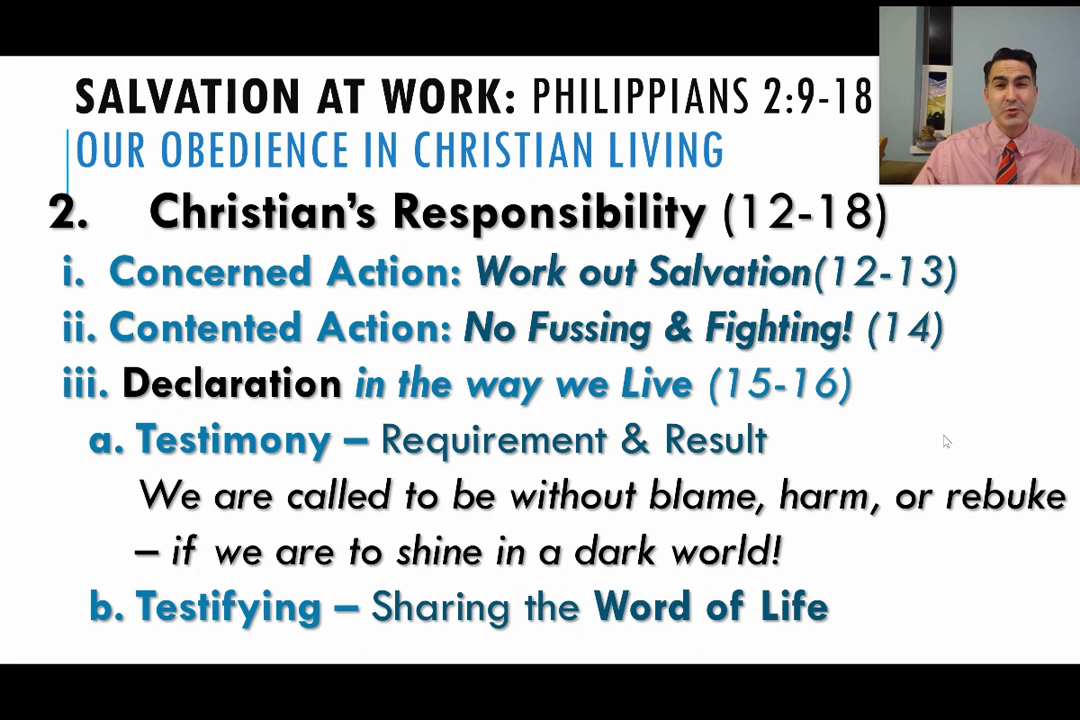 SALVATION AT WORK: PHILIPPIANS 2:9-18
OUR OBEDIENCE IN CHRISTIAN LIVING
2. Christian's Responsibility (12-18)
i. Concerned Action: Work out Salvation(12-13)
ii. Contented Action: No Fussing & Fighting! (14)
iii. Declaration in the way we Live (15-16)
a. Testimony – Requirement & Result
We are called to be without blame, harm, or rebuke
– if we are to shine in a dark world!
b. Testifying – Sharing the Word of Life